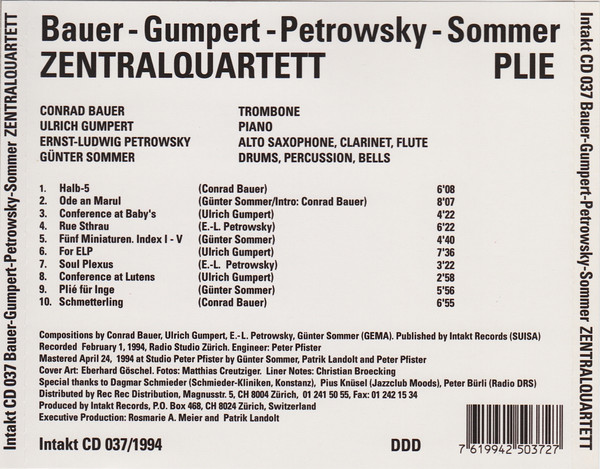 Bauer - Gumpert - Petrowsky - Sommer
ZENTRALQUARTETT PLIE
CONRAD BAUER TROMBONE
ULRICH GUMPERT PIANO
ERNST-LUDWIG PETROWSKY ALTO SAXOPHONE, CLARINET, FLUTE
GÜNTER SOMMER DRUMS, PERCUSSION, BELLS
1. Halb-5 (Conrad Bauer) 6'08
2. Ode an Marul (Günter Sommer/Intro: Conrad Bauer) 8'07
3. Conference at Baby's (Ulrich Gumpert) 4'22
4. Rue Sthrau (E.-L. Petrowsky) 6'22
5. Fünf Miniaturen. Index I - V (Günter Sommer) 4'40
6. For ELP (Ulrich Gumpert) 7'36
7. Soul Plexus (E.-L. Petrowsky) 3'22
8. Conference at Lutens (Ulrich Gumpert) 2'58
9. Plié für Inge (Günter Sommer) 5'56
10. Schmetterling (Conrad Bauer) 6'55
Compositions by Conrad Bauer, Ulrich Gumpert, E.-L. Petrowsky, Günter Sommer (GEMA). Published by Intakt Records (SUISA)
Recorded February 1, 1994, Radio Studio Zürich. Engineer: Peter Pfister
Mastered April 24, 1994 at Studio Peter Pfister by Günter Sommer, Patrik Landolt and Peter Pfister
Cover Art: Eberhard Göschel. Fotos: Matthias Creutziger. Liner Notes: Christian Broecking
Special thanks to Dagmar Schmieder (Schmieder-Kliniken, Konstanz), Pius Knüsel (Jazzclub Moods), Peter Bürli (Radio DRS)
Distributed by Rec Rec Distribution, Magnusstr. 5, CH 8004 Zürich, 01 241 50 55, Fax: 01 242 15 34
Produced by Intakt Records, P.O. Box 468, CH 8024 Zürich, Switzerland
Executive Production: Rosmarie A. Meier and Patrik Landolt
Intakt CD 037/1994 DDD
7 619942 503727
Intakt CD 037 Bauer-Gumpert-Petrowsky-Sommer ZENTRALQUARTETT
Intakt CD 037 Bauer-Gumpert-Petrowsky-Sommer ZENTRALQUARTETT